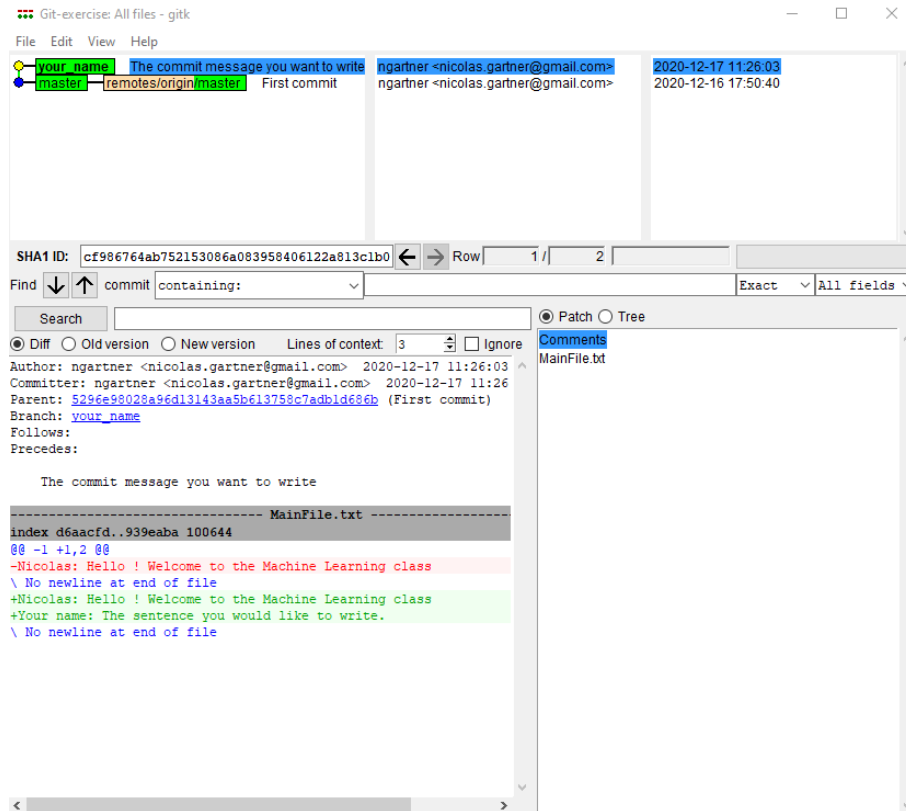 Git-exercise: All files - gitk
File Edit View Help
your_name The commit message you want to write ngartner <nicolas.gartner@gmail.com> 2020-12-17 11:26:03
master remotes/origin/master First commit ngartner <nicolas.gartner@gmail.com> 2020-12-16 17:50:40
SHA1 ID: cf986764ab752153086a083958406122a813c1b0 Row 1 / 2
Find commit containing: Exact All fields
Search Patch Tree
Diff Old version New version Lines of context: 3 Ignore
Comments
MainFile.txt
Author: ngartner <nicolas.gartner@gmail.com> 2020-12-17 11:26:03
Committer: ngartner <nicolas.gartner@gmail.com> 2020-12-17 11:26
Parent: 5296e98028a96d13143aa5b613758c7adb1d686b (First commit)
Branch: your_name
Follows:
Precedes:
The commit message you want to write
--------------------------------- MainFile.txt ------------------
index d6aacfd..939eaba 100644
@@ -1 +1,2 @@
-Nicolas: Hello ! Welcome to the Machine Learning class
\ No newline at end of file
+Nicolas: Hello ! Welcome to the Machine Learning class
+Your name: The sentence you would like to write.
\ No newline at end of file